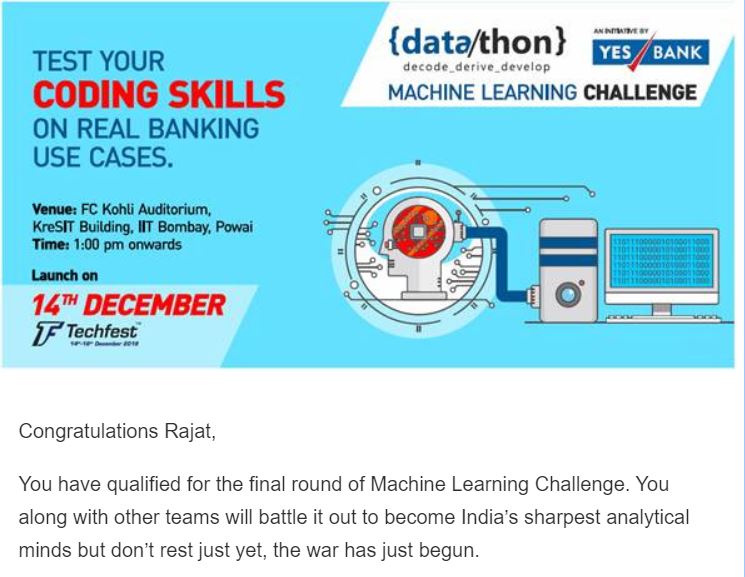 TEST YOUR
CODING SKILLS
ON REAL BANKING
USE CASES.
Venue: FC Kohli Auditorium,
KreSIT Building, IIT Bombay, Powai
Time: 1:00 pm onwards
Launch on
14TH DECEMBER
Techfest
14th-16th December 2018
{data/thon}
decode_derive_develop
AN INITIATIVE BY
YES BANK
MACHINE LEARNING CHALLENGE
Congratulations Rajat,
You have qualified for the final round of Machine Learning Challenge. You
along with other teams will battle it out to become India’s sharpest analytical
minds but don’t rest just yet, the war has just begun.